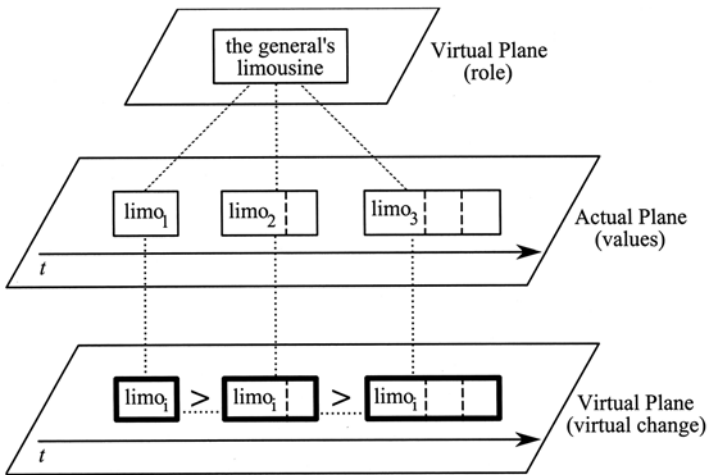 the general's
limousine
Virtual Plane
(role)
limo1
limo2
limo3
t
Actual Plane
(values)
limoi > limoi > limoi
t
Virtual Plane
(virtual change)